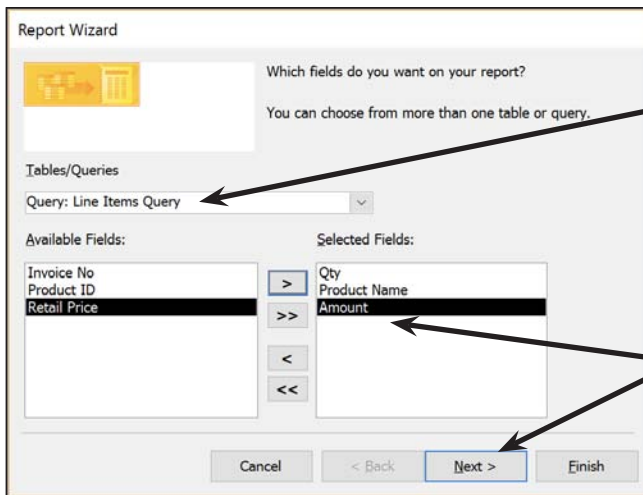 Report Wizard
Which fields do you want on your report?
You can choose from more than one table or query.
Tables/Queries
Query: Line Items Query
Available Fields:
Selected Fields:
Invoice No
Product ID
Retail Price
>
>>
<
<<
Qty
Product Name
Amount
Cancel
< Back
Next >
Finish